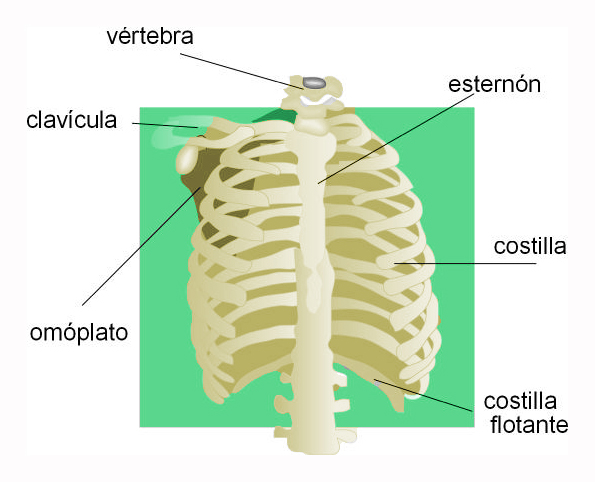 vértebra
esternón
clavícula
costilla
omóplato
costilla
flotante